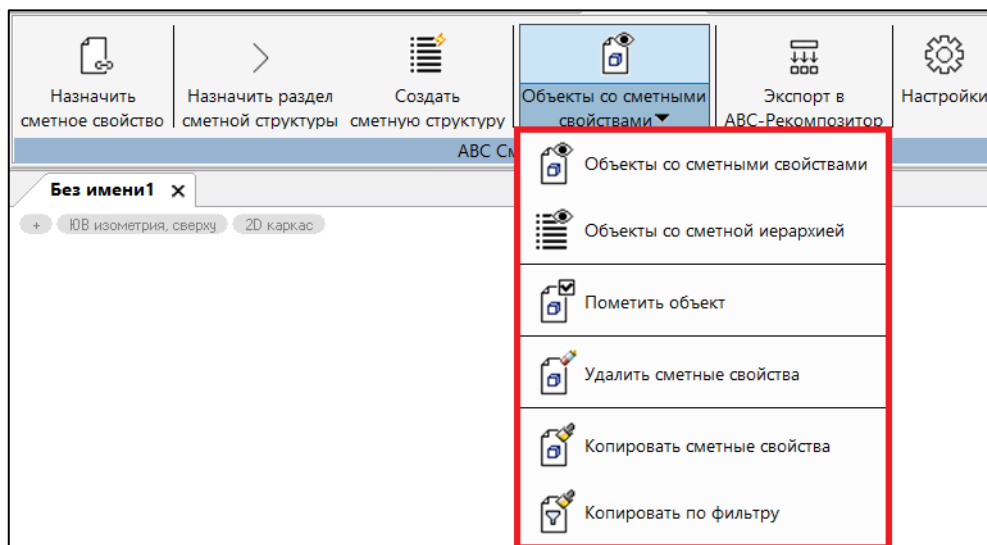 Назначить
сметное свойство
Назначить раздел
сметной структуры
Создать
сметную структуру
Объекты со сметными
свойствами
Экспорт в
АВС-Рекомпозитор
Настройки
АВС
Объекты со сметными свойствами
Объекты со сметной иерархией
Пометить объект
Удалить сметные свойства
Копировать сметные свойства
Копировать по фильтру
Без имени1
+ ЮВ изометрия, сверху 2D каркас